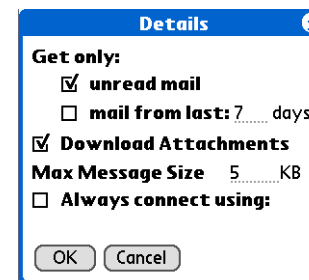 Details
Get only:
unread mail
mail from last: 7 days
Download Attachments
Max Message Size 5 KB
Always connect using:
OK Cancel